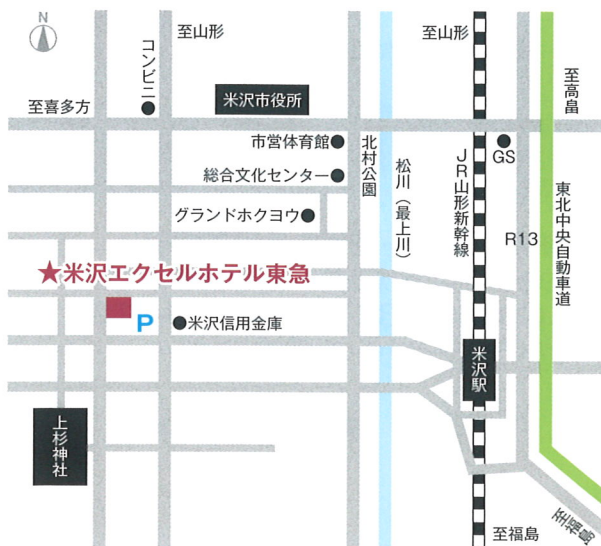 N
至山形
至山形
コンビニ
至高畠
至喜多方
米沢市役所
市営体育館
GS
総合文化センター
北村公園
松川（最上川）
JR山形新幹線
グランドホクヨウ
R13
東北中央自動車道
★米沢エクセルホテル東急
P
米沢信用金庫
米沢駅
上杉神社
至福島
至福島